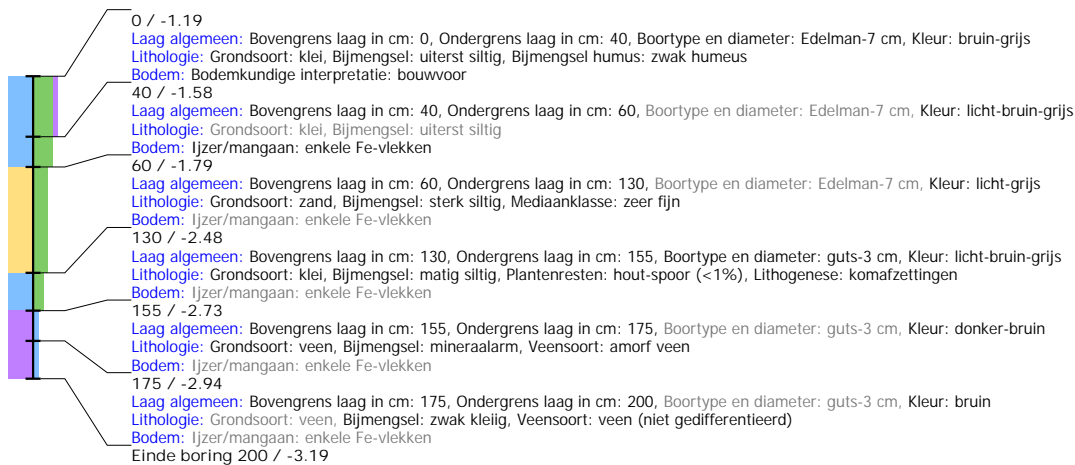 0 / -1.19
Laag algemeen: Bovengrens laag in cm: 0, Ondergrens laag in cm: 40, Boortype en diameter: Edelman-7 cm, Kleur: bruin-grijs
Lithologie: Grondsoort: klei, Bijmengsel: uiterst siltig, Bijmengsel humus: zwak humeus
Bodem: Bodemkundige interpretatie: bouwvoor
40 / -1.58
Laag algemeen: Bovengrens laag in cm: 40, Ondergrens laag in cm: 60, Boortype en diameter: Edelman-7 cm, Kleur: licht-bruin-grijs
Lithologie: Grondsoort: klei, Bijmengsel: uiterst siltig
Bodem: Ijzer/mangaan: enkele Fe-vlekken
60 / -1.79
Laag algemeen: Bovengrens laag in cm: 60, Ondergrens laag in cm: 130, Boortype en diameter: Edelman-7 cm, Kleur: licht-grijs
Lithologie: Grondsoort: zand, Bijmengsel: sterk siltig, Mediaanklasse: zeer fijn
Bodem: Ijzer/mangaan: enkele Fe-vlekken
130 / -2.48
Laag algemeen: Bovengrens laag in cm: 130, Ondergrens laag in cm: 155, Boortype en diameter: guts-3 cm, Kleur: licht-bruin-grijs
Lithologie: Grondsoort: klei, Bijmengsel: matig siltig, Plantenresten: hout-spoor (<1%), Lithogenese: komafzettingen
Bodem: Ijzer/mangaan: enkele Fe-vlekken
155 / -2.73
Laag algemeen: Bovengrens laag in cm: 155, Ondergrens laag in cm: 175, Boortype en diameter: guts-3 cm, Kleur: donker-bruin
Lithologie: Grondsoort: veen, Bijmengsel: mineraalarm, Veensoort: amorf veen
Bodem: Ijzer/mangaan: enkele Fe-vlekken
175 / -2.94
Laag algemeen: Bovengrens laag in cm: 175, Ondergrens laag in cm: 200, Boortype en diameter: guts-3 cm, Kleur: bruin
Lithologie: Grondsoort: veen, Bijmengsel: zwak kleiig, Veensoort: veen (niet gedifferentieerd)
Bodem: Ijzer/mangaan: enkele Fe-vlekken
Einde boring 200 / -3.19